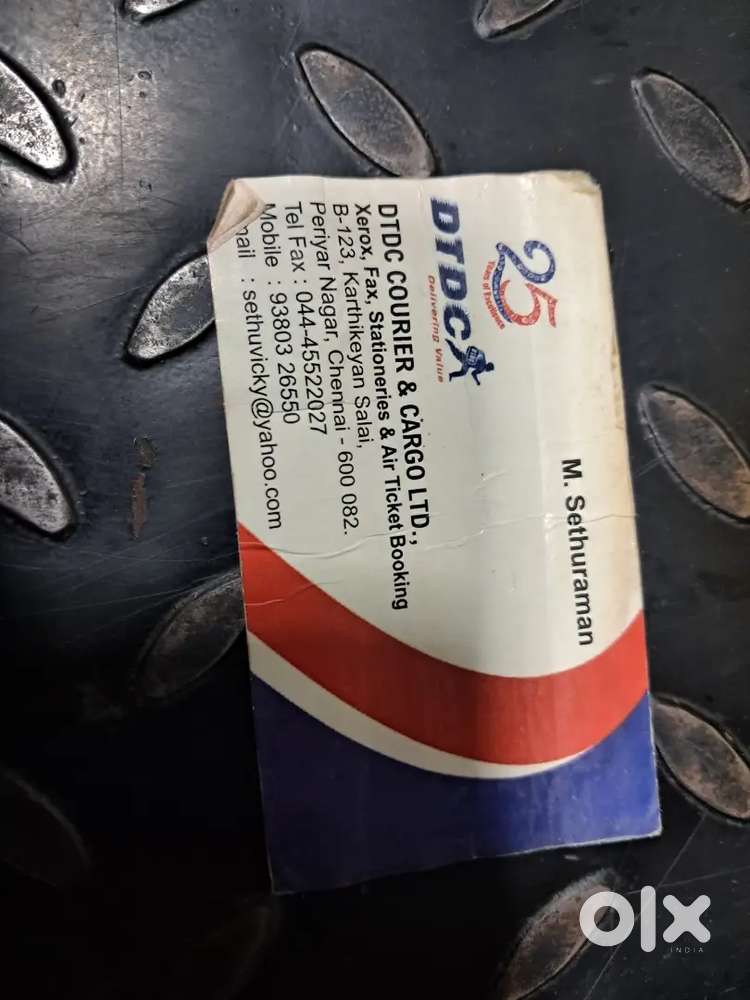 25
Years of Excellence
DTDC
Delivering Value
M. Sethuraman
DTDC COURIER & CARGO LTD.,
Xerox, Fax, Stationeries & Air Ticket Booking
B-123, Karthikeyan Salai,
Periyar Nagar, Chennai - 600 082.
Tel Fax : 044-45522027
Mobile : 93803 26550
mail : sethuvicky@yahoo.com
olx
INDIA